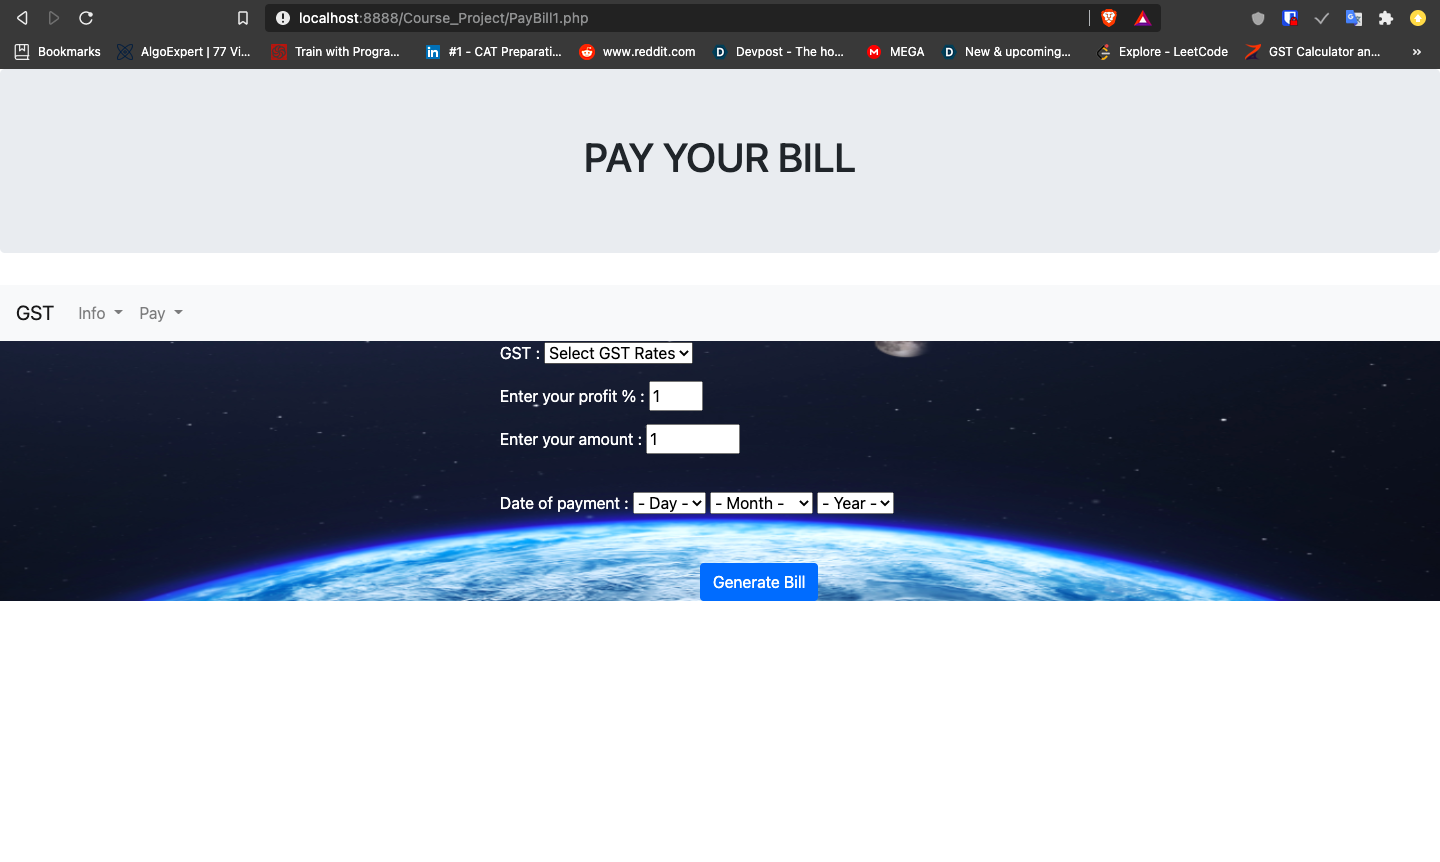 localhost:8888/Course_Project/PayBill1.php
Bookmarks AlgoExpert | 77 Vi... Train with Progra... in #1 - CAT Preparati... www.reddit.com D Devpost - The ho... M MEGA D New & upcoming... Explore - LeetCode GST Calculator an... »
PAY YOUR BILL
GST Info Pay
GST : Select GST Rates
Enter your profit % : 1
Enter your amount : 1
Date of payment : - Day - - Month - - Year -
Generate Bill